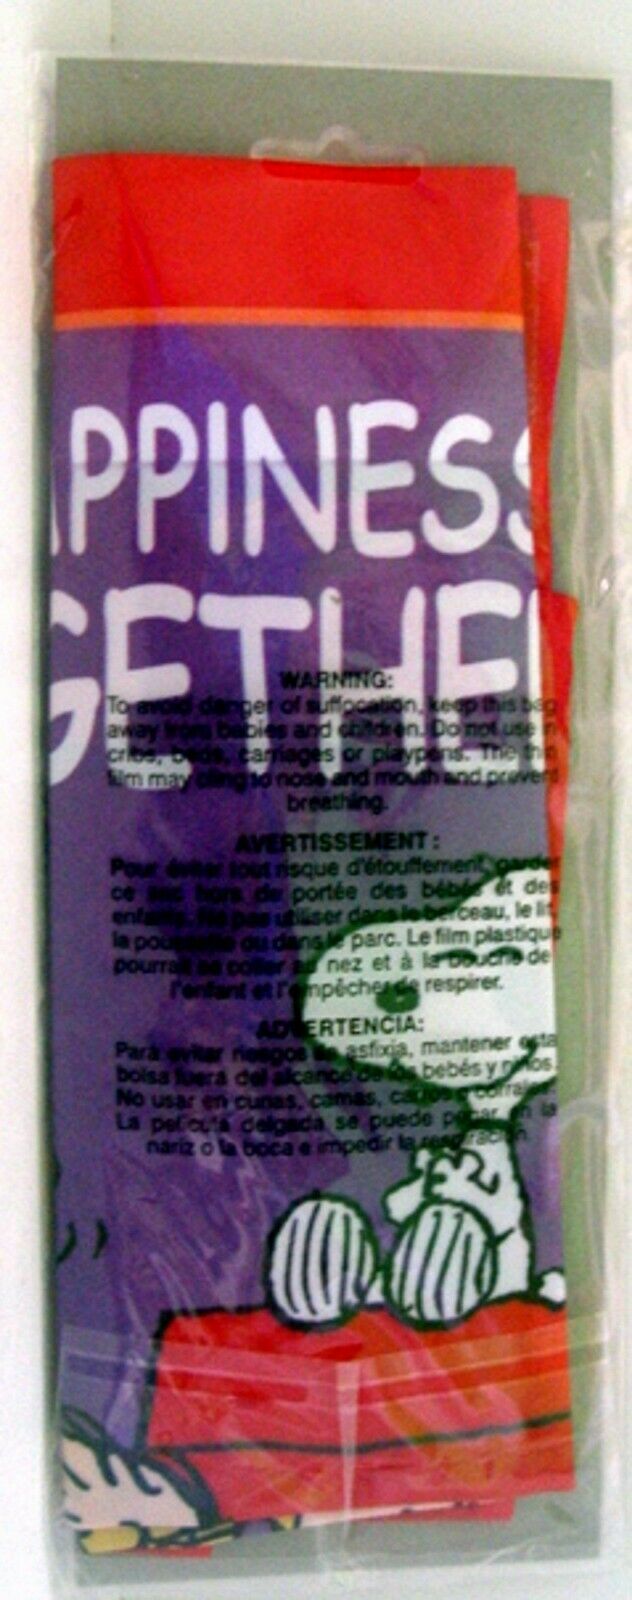 APPINESS
GETHE
WARNING:
To avoid danger of suffocation, keep this bag
away from babies and children. Do not use in
cribs, beds, carriages or playpens. The thin
film may cling to nose and mouth and prevent
breathing.
AVERTISSEMENT :
Pour éviter tout risque d'étouffement, garder
ce sac hors de portée des bébés et des
enfants. Ne pas utiliser dans le berceau, le lit,
la poussette ou dans le parc. Le film plastique
pourrait se coller au nez et à la bouche de
l'enfant et l'empêcher de respirer.
ADVERTENCIA:
Para evitar riesgos de asfixia, mantener esta
bolsa fuera del alcance de los bebés y niños.
No usar en cunas, camas, carros o corrales.
La película delgada se puede pegar en la
nariz o la boca e impedir la respiración.